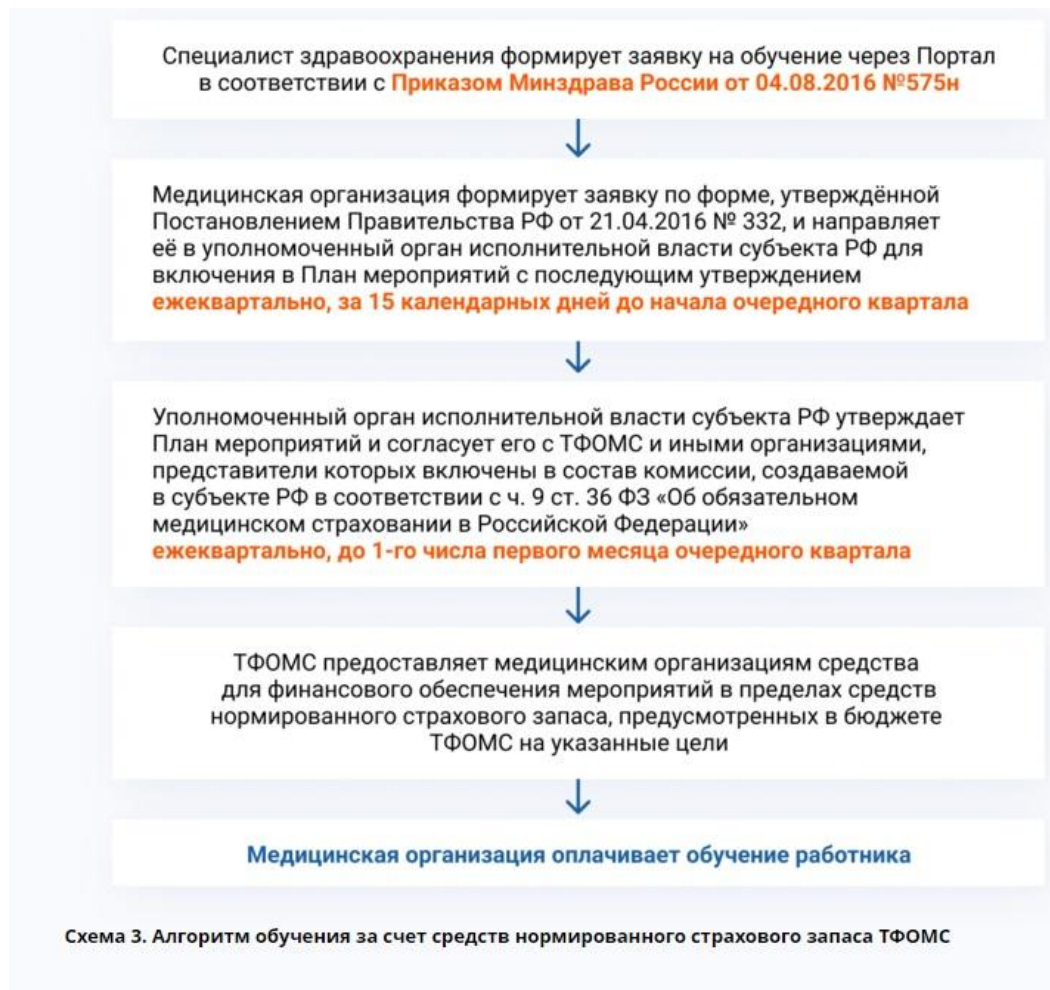 Специалист здравоохранения формирует заявку на обучение через Портал
в соответствии с Приказом Минздрава России от 04.08.2016 №575н
Медицинская организация формирует заявку по форме, утверждённой
Постановлением Правительства РФ от 21.04.2016 № 332, и направляет
её в уполномоченный орган исполнительной власти субъекта РФ для
включения в План мероприятий с последующим утверждением
ежеквартально, за 15 календарных дней до начала очередного квартала
Уполномоченный орган исполнительной власти субъекта РФ утверждает
План мероприятий и согласует его с ТФОМС и иными организациями,
представители которых включены в состав комиссии, создаваемой
в субъекте РФ в соответствии с ч. 9 ст. 36 ФЗ «Об обязательном
медицинском страховании в Российской Федерации»
ежеквартально, до 1-го числа первого месяца очередного квартала
ТФОМС предоставляет медицинским организациям средства
для финансового обеспечения мероприятий в пределах средств
нормированного страхового запаса, предусмотренных в бюджете
ТФОМС на указанные цели
Медицинская организация оплачивает обучение работника
Схема 3. Алгоритм обучения за счет средств нормированного страхового запаса ТФОМС